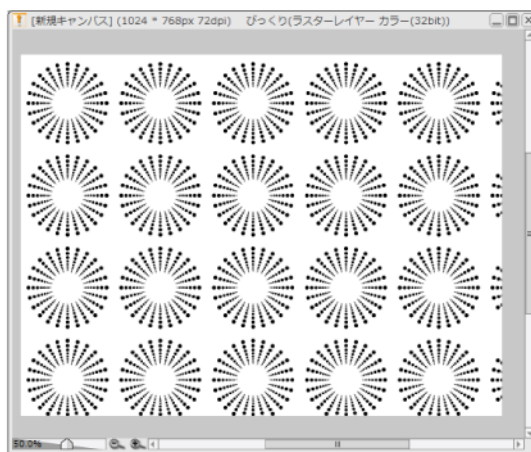 [新規キャンバス] (1024 * 768px 72dpi) びっくり(ラスターレイヤー カラー(32bit))
50.0%